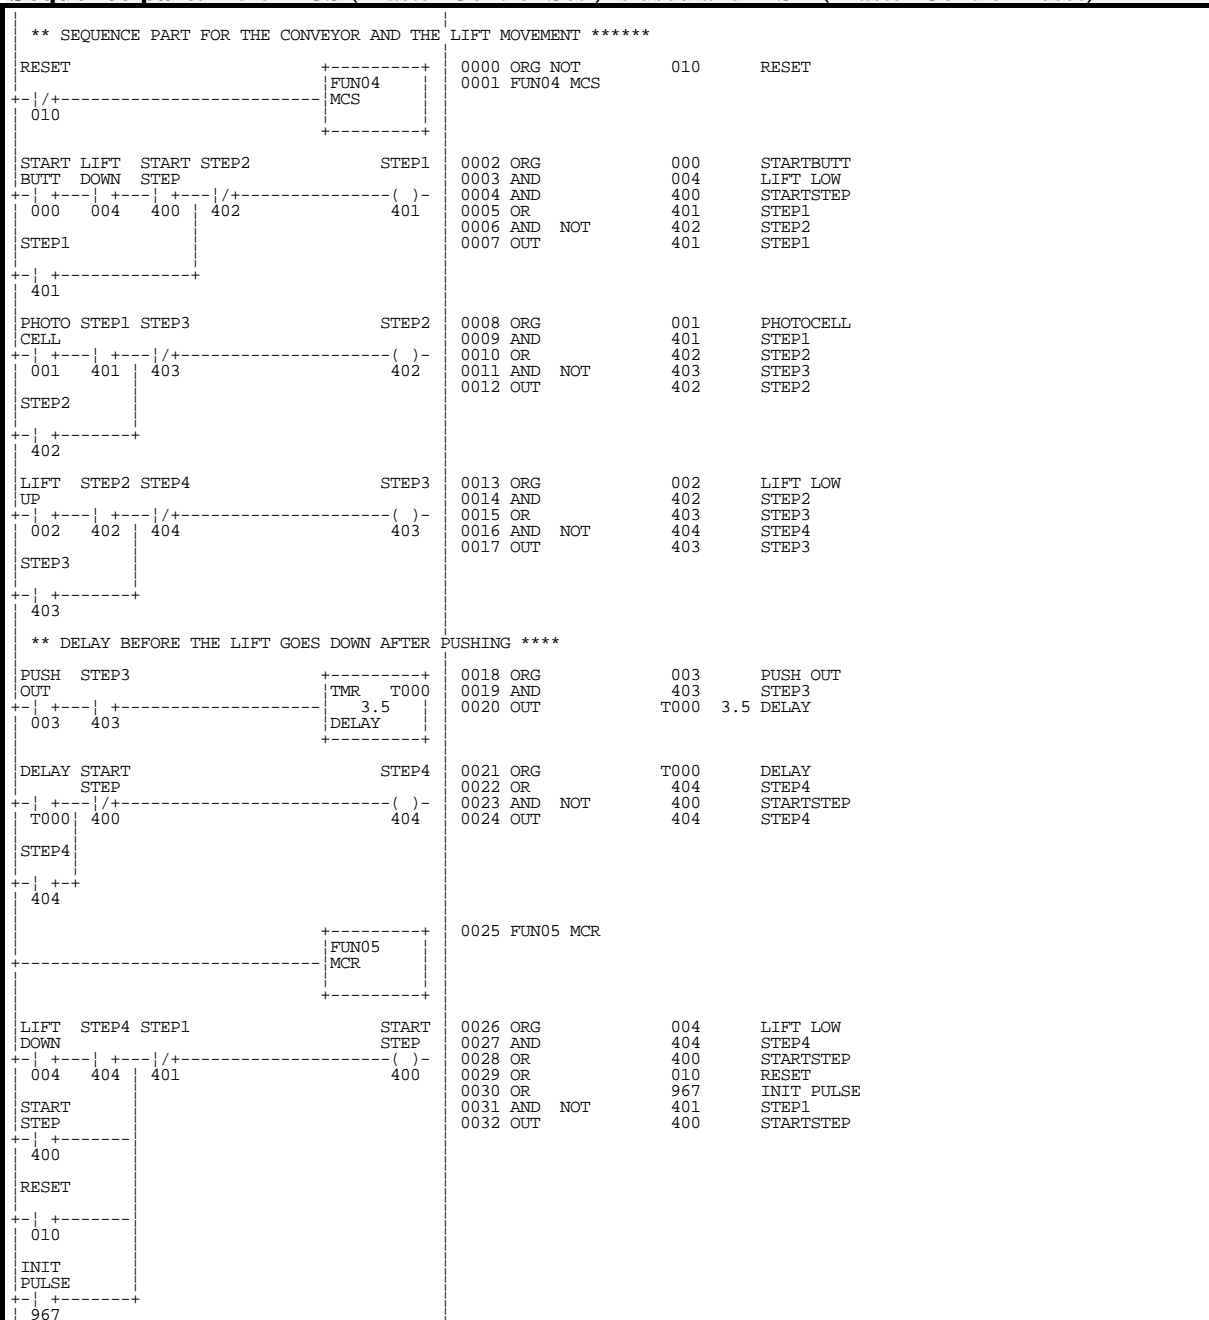 ** SEQUENCE PART FOR THE CONVEYOR AND THE LIFT MOVEMENT ******
RESET 0000 ORG NOT 010 RESET
FUN04 0001 FUN04 MCS
MCS
010
START LIFT START STEP2 STEP1 0002 ORG 000 STARTBUTT
BUTT DOWN STEP 0003 AND 004 LIFT LOW
0004 AND 400 STARTSTEP
000 004 400 402 401 0005 OR 401 STEP1
0006 AND NOT 402 STEP2
STEP1 0007 OUT 401 STEP1
401
PHOTO STEP1 STEP3 STEP2 0008 ORG 001 PHOTOCELL
CELL 0009 AND 401 STEP1
0010 OR 402 STEP2
001 401 403 402 0011 AND NOT 403 STEP3
0012 OUT 402 STEP2
STEP2
402
LIFT STEP2 STEP4 STEP3 0013 ORG 002 LIFT LOW
UP 0014 AND 402 STEP2
0015 OR 403 STEP3
002 402 404 403 0016 AND NOT 404 STEP4
0017 OUT 403 STEP3
STEP3
403
** DELAY BEFORE THE LIFT GOES DOWN AFTER PUSHING ****
PUSH STEP3 0018 ORG 003 PUSH OUT
OUT TMR T000 0019 AND 403 STEP3
3.5 0020 OUT T000 3.5 DELAY
003 403 DELAY
DELAY START STEP4 0021 ORG T000 DELAY
STEP 0022 OR 404 STEP4
0023 AND NOT 400 STARTSTEP
T000 400 404 0024 OUT 404 STEP4
STEP4
404
0025 FUN05 MCR
FUN05
MCR
LIFT STEP4 STEP1 START 0026 ORG 004 LIFT LOW
DOWN STEP 0027 AND 404 STEP4
0028 OR 400 STARTSTEP
004 404 401 400 0029 OR 010 RESET
0030 OR 967 INIT PULSE
START 0031 AND NOT 401 STEP1
STEP 0032 OUT 400 STARTSTEP
400
RESET
010
INIT
PULSE
967